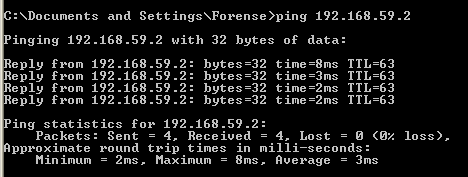 C:\Documents and Settings\Forense>ping 192.168.59.2
Pinging 192.168.59.2 with 32 bytes of data:
Reply from 192.168.59.2: bytes=32 time=8ms TTL=63
Reply from 192.168.59.2: bytes=32 time=3ms TTL=63
Reply from 192.168.59.2: bytes=32 time=2ms TTL=63
Reply from 192.168.59.2: bytes=32 time=2ms TTL=63
Ping statistics for 192.168.59.2:
    Packets: Sent = 4, Received = 4, Lost = 0 (0% loss),
Approximate round trip times in milli-seconds:
    Minimum = 2ms, Maximum = 8ms, Average = 3ms